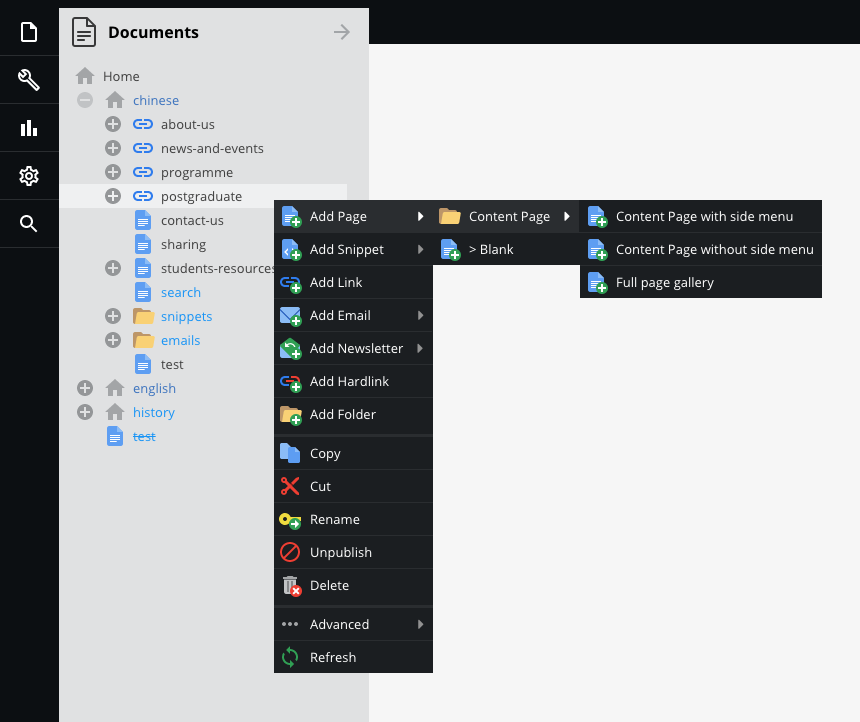 Documents
Home
chinese
about-us
news-and-events
programme
postgraduate
contact-us
sharing
students-resources
search
snippets
emails
test
english
history
test
Add Page
Add Snippet
Add Link
Add Email
Add Newsletter
Add Hardlink
Add Folder
Copy
Cut
Rename
Unpublish
Delete
Advanced
Refresh
Content Page
> Blank
Content Page with side menu
Content Page without side menu
Full page gallery